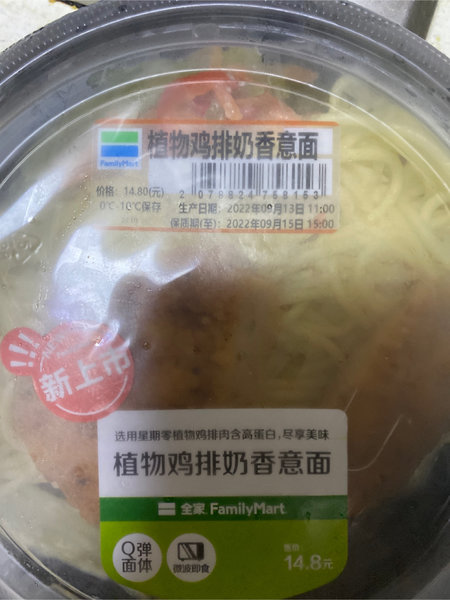 植物鸡排奶香意面
FamilyMart
价格: 14.80(元)
2 078824 758153
0℃-10℃保存
生产日期: 2022年09月13日 11:00
保质期(至): 2022年09月15日 15:00
新上市
选用星期零植物鸡排肉含高蛋白,尽享美味
植物鸡排奶香意面
全家 FamilyMart
Q弹
面体
微波即食
售价
14.8元